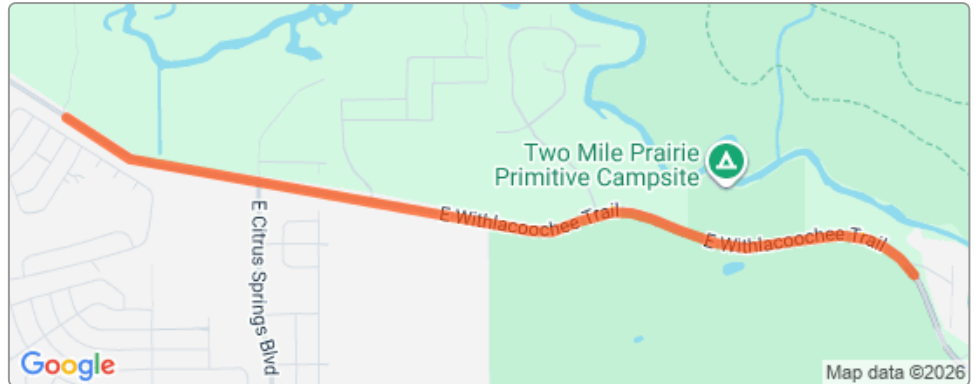 Two Mile Prairie
Primitive Campsite
E Withlacoochee Trail
E Withlacoochee Trail
E Citrus Springs Blvd
Google
Map data ©2026